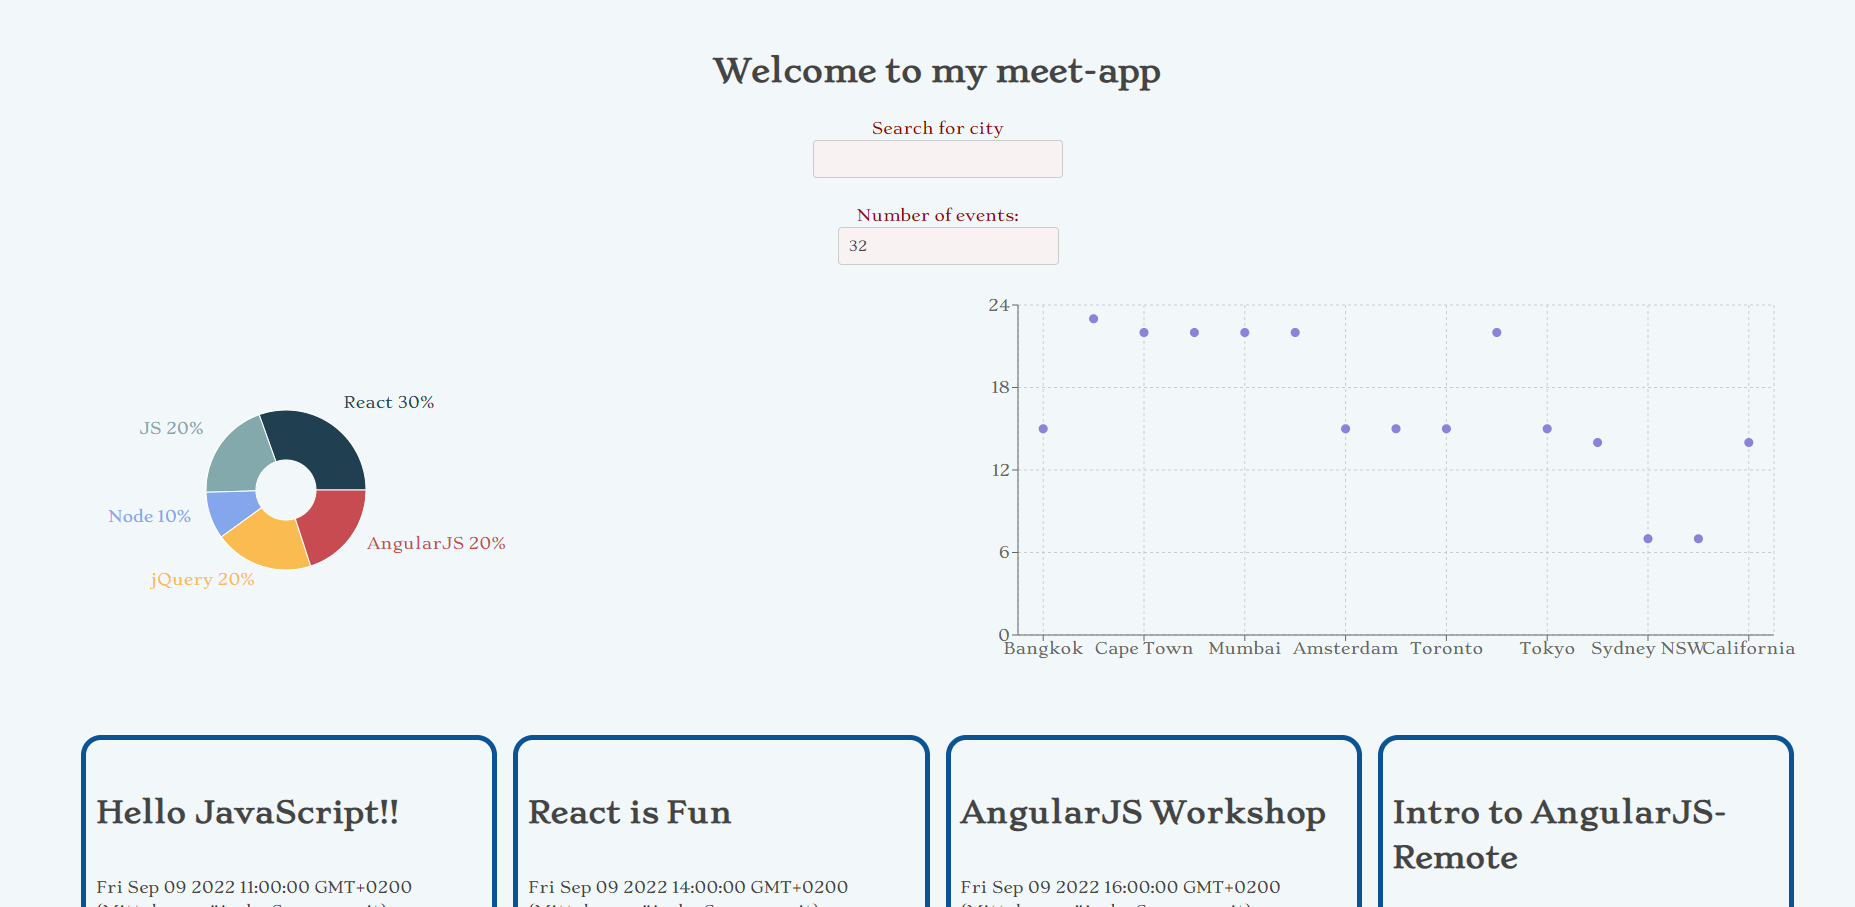 Welcome to my meet-app
Search for city
Number of events:
32
React 30%
JS 20%
Node 10%
AngularJS 20%
jQuery 20%
24
18
12
6
0
Bangkok Cape Town Mumbai Amsterdam Toronto Tokyo Sydney NSW California
Hello JavaScript!!
Fri Sep 09 2022 11:00:00 GMT+0200
React is Fun
Fri Sep 09 2022 14:00:00 GMT+0200
AngularJS Workshop
Fri Sep 09 2022 16:00:00 GMT+0200
Intro to AngularJS-
Remote